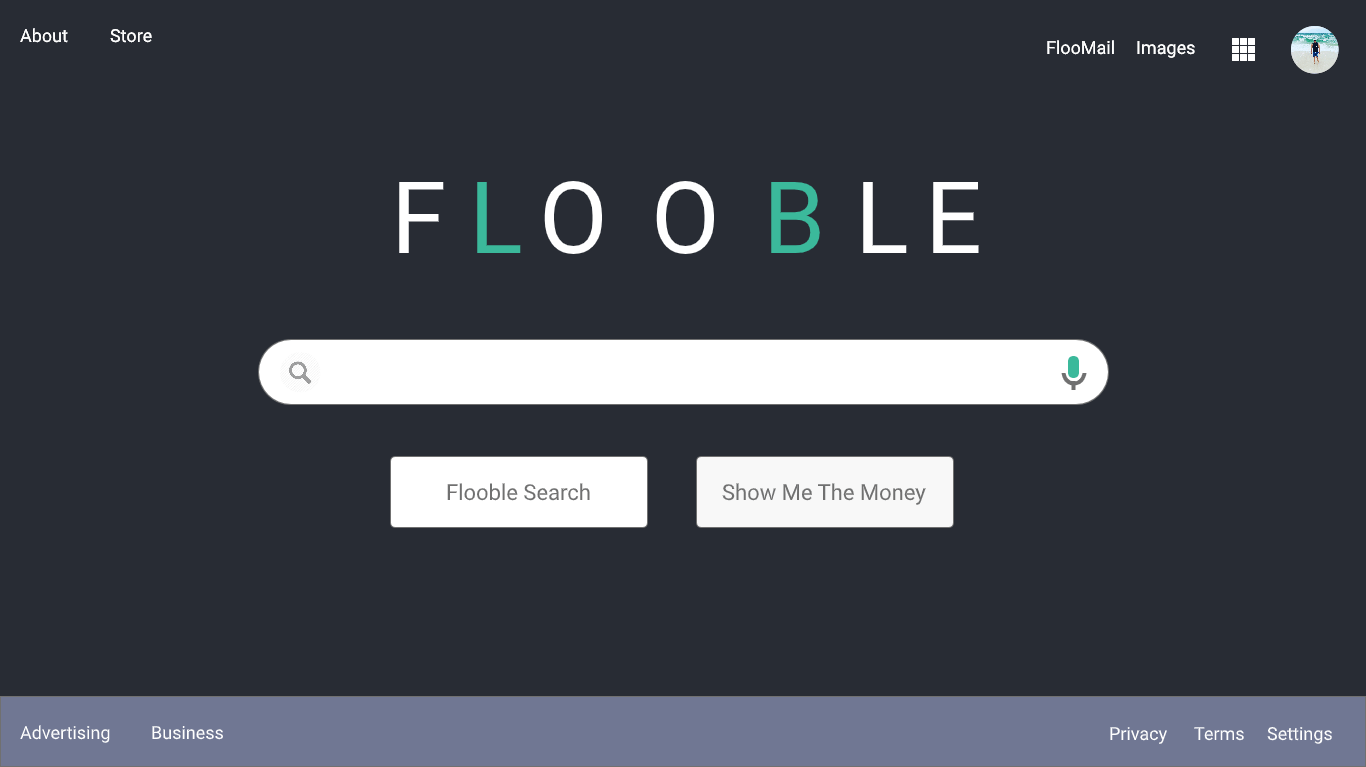 About Store FlooMail Images
FLOOBLE
Flooble Search Show Me The Money
Advertising Business Privacy Terms Settings